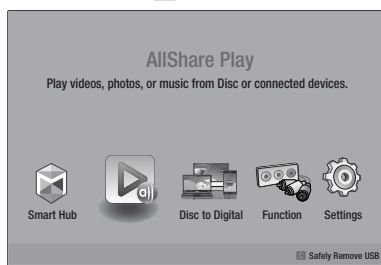 AllShare Play
Play videos, photos, or music from Disc or connected devices.
Smart Hub
Disc to Digital
Function
Settings
Safely Remove USB